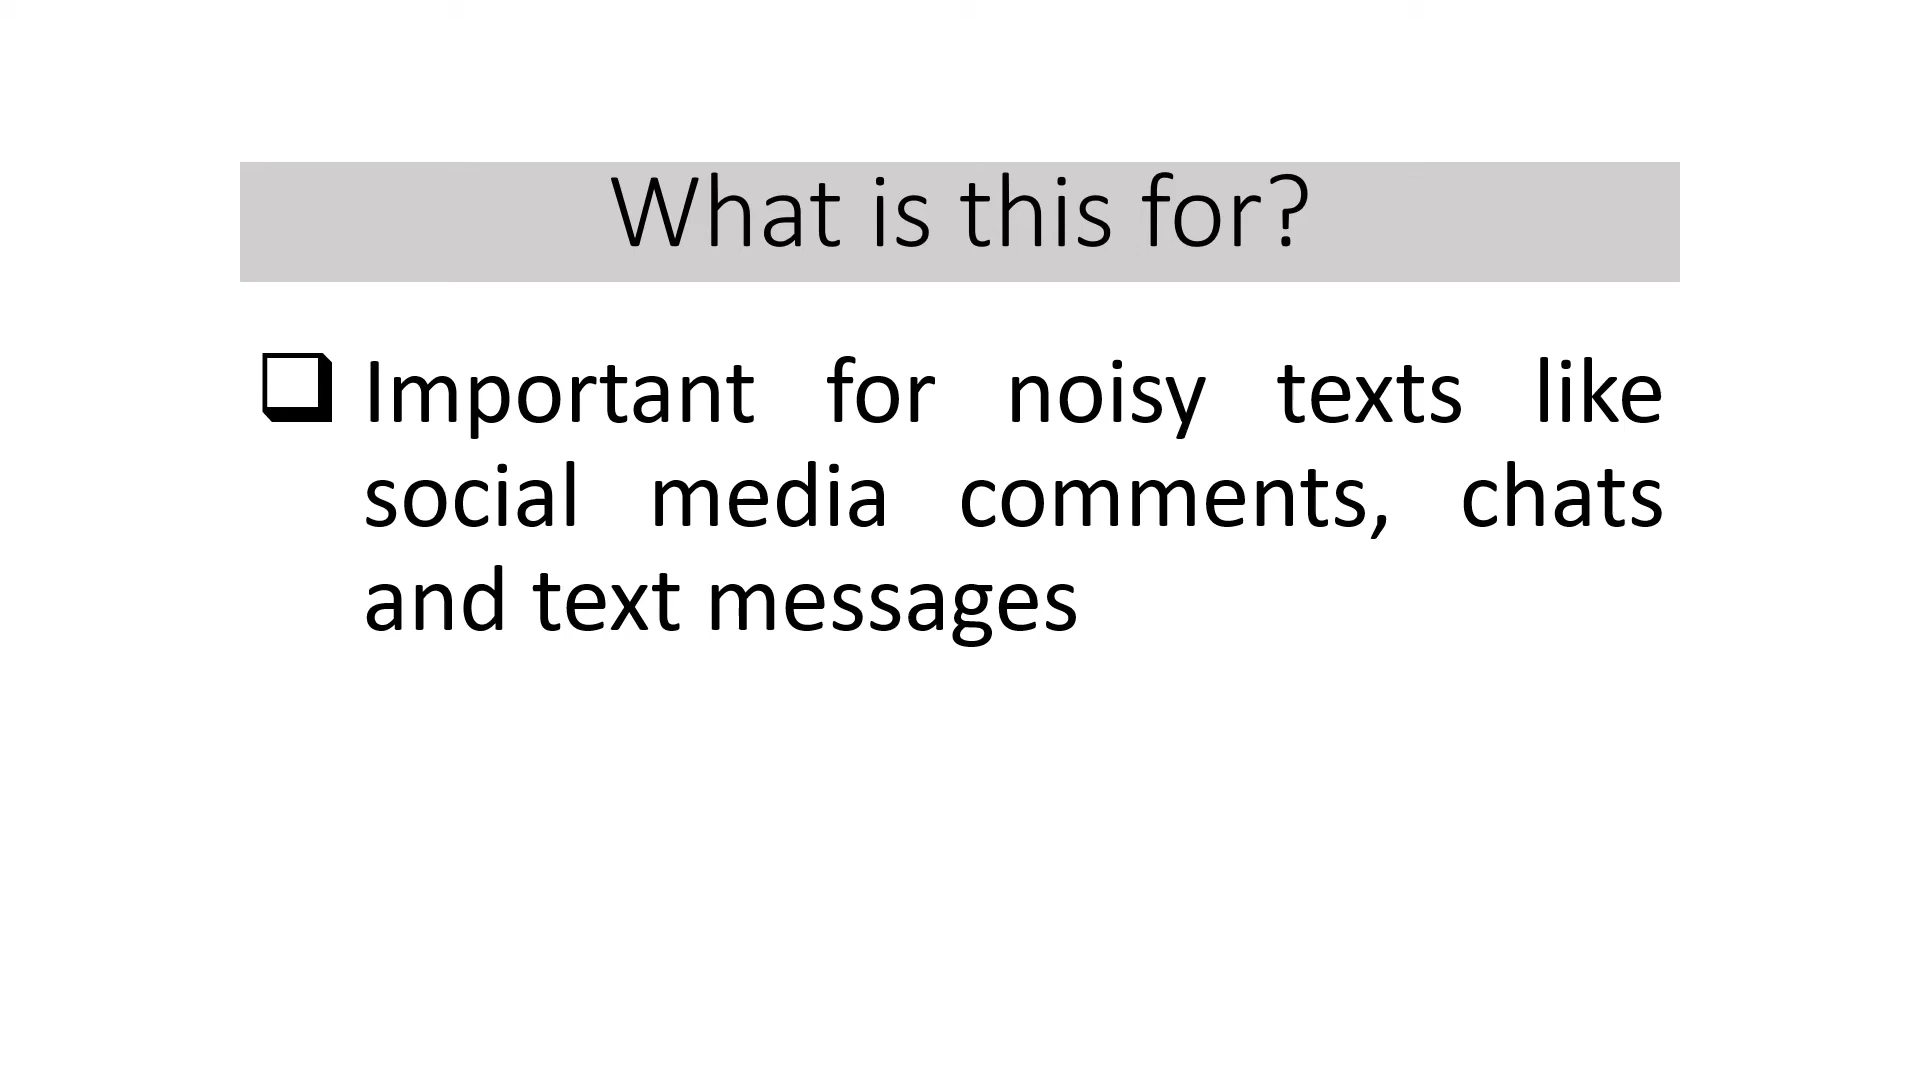 What is this for?
Important for noisy texts like
social media comments, chats
and text messages